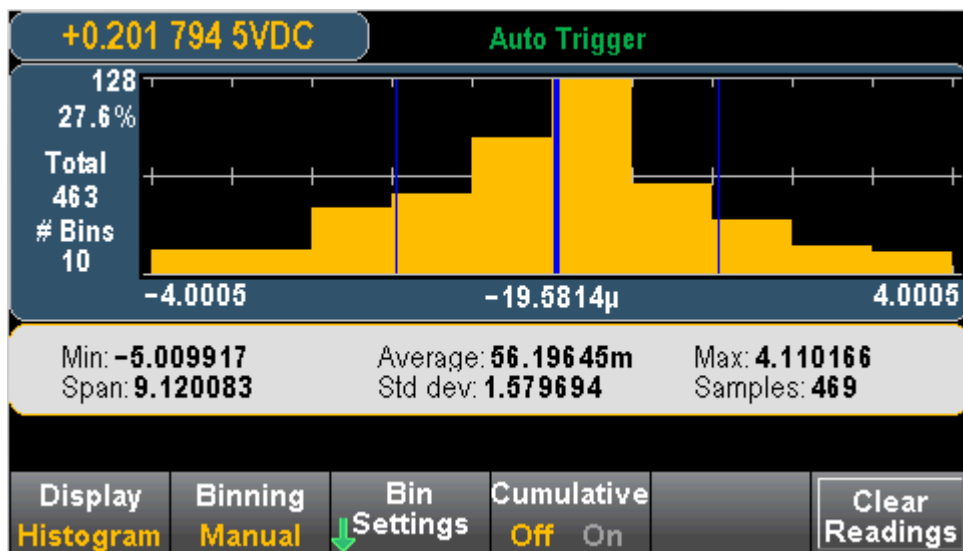 +0.201 794 5VDC
Auto Trigger
128
27.6%
Total
463
# Bins
10
−4.0005 −19.5814µ 4.0005
Min: −5.009917 Average: 56.19645m Max: 4.110166
Span: 9.120083 Std dev: 1.579694 Samples: 469
Display
Histogram
Binning
Manual
Bin
Settings
Cumulative
Off On
Clear
Readings